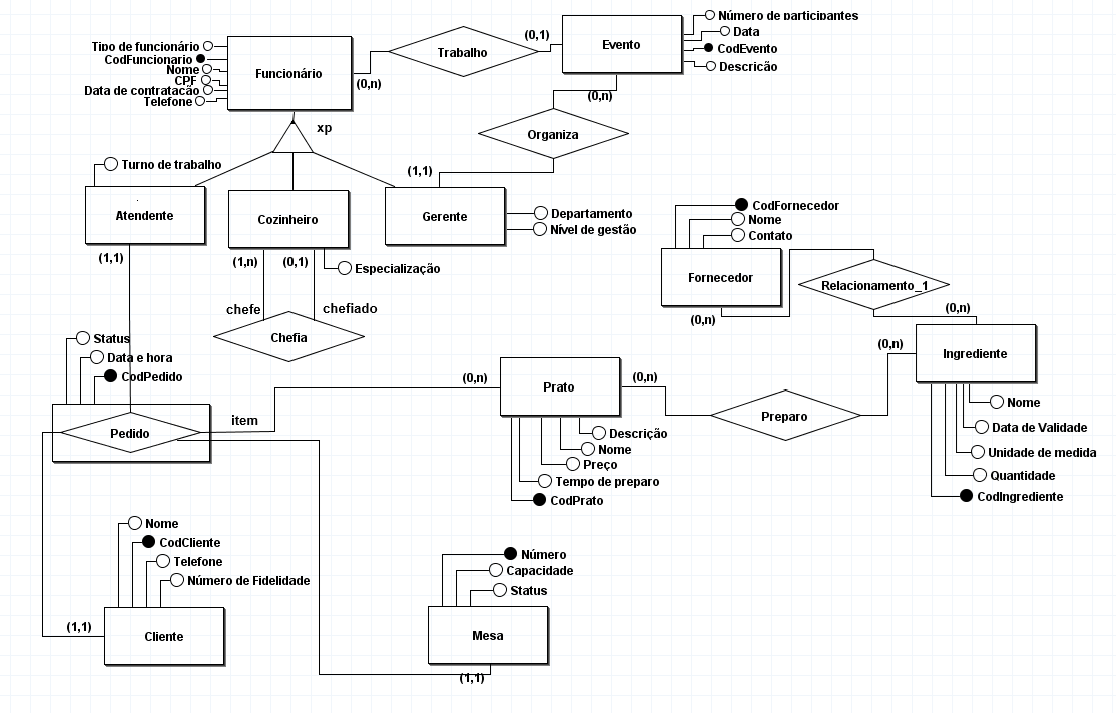 Número de participantes
Data
CodEvento
Descrição
Evento
(0,1)
Trabalho
Tipo de funcionário
CodFuncionario
Nome
CPF
Data de contratação
Telefone
Funcionário
(0,n)
(0,n)
xp
Organiza
(1,1)
Turno de trabalho
Atendente
Cozinheiro
Gerente
Departamento
Nível de gestão
(1,1)
(1,n)
(0,1)
Especialização
chefe
chefiado
Chefia
CodFornecedor
Nome
Contato
Fornecedor
(0,n)
Relacionamento_1
(0,n)
Ingrediente
(0,n)
Nome
Data de Validade
Unidade de medida
Quantidade
CodIngrediente
Status
Data e hora
CodPedido
Pedido
item
(0,n)
Prato
(0,n)
Preparo
Descrição
Nome
Preço
Tempo de preparo
CodPrato
Nome
CodCliente
Telefone
Número de Fidelidade
(1,1)
Cliente
Número
Capacidade
Status
Mesa
(1,1)